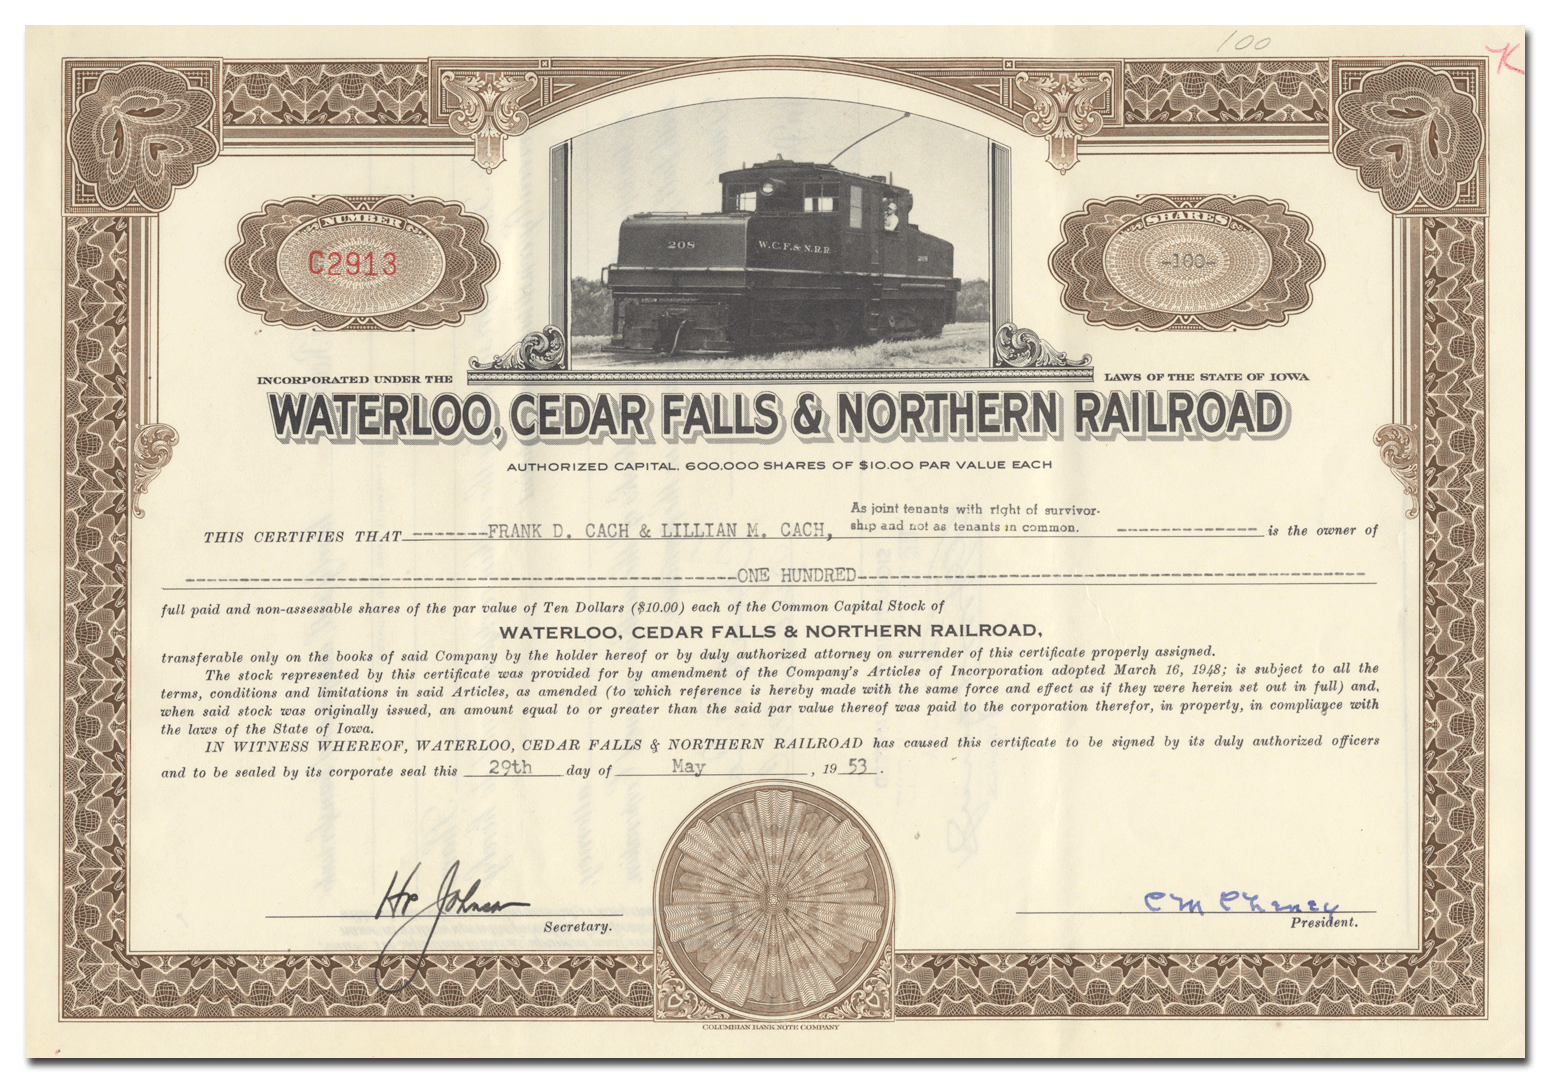 100
K
NUMBER
C2913
208
W.C.F.& N.R.R.
208
SHARES
-100-
INCORPORATED UNDER THE
LAWS OF THE STATE OF IOWA
WATERLOO, CEDAR FALLS & NORTHERN RAILROAD
AUTHORIZED CAPITAL, 600,000 SHARES OF $10.00 PAR VALUE EACH
As joint tenants with right of survivor-
ship and not as tenants in common.
THIS CERTIFIES THAT -------FRANK D. CACH & LILLIAN M. CACH, -------------- is the owner of
-------ONE HUNDRED-------
full paid and non-assessable shares of the par value of Ten Dollars ($10.00) each of the Common Capital Stock of
WATERLOO, CEDAR FALLS & NORTHERN RAILROAD,
transferable only on the books of said Company by the holder hereof or by duly authorized attorney on surrender of this certificate properly assigned.
The stock represented by this certificate was provided for by amendment of the Company's Articles of Incorporation adopted March 16, 1948; is subject to all the
terms, conditions and limitations in said Articles, as amended (to which reference is hereby made with the same force and effect as if they were herein set out in full) and,
when said stock was originally issued, an amount equal to or greater than the said par value thereof was paid to the corporation therefor, in property, in compliance with
the laws of the State of Iowa.
IN WITNESS WHEREOF, WATERLOO, CEDAR FALLS & NORTHERN RAILROAD has caused this certificate to be signed by its duly authorized officers
and to be sealed by its corporate seal this 29th day of May, 1953.
Johnson
Secretary.
C M Cheney
President.
COLUMBIAN BANK NOTE COMPANY